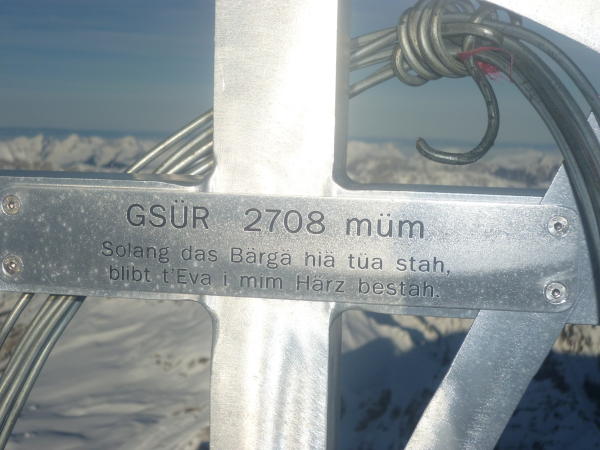 GSÜR 2708 müm
Solang das Bärgä hiä tüa stah,
blibt t'Eva i mim Härz bestah.